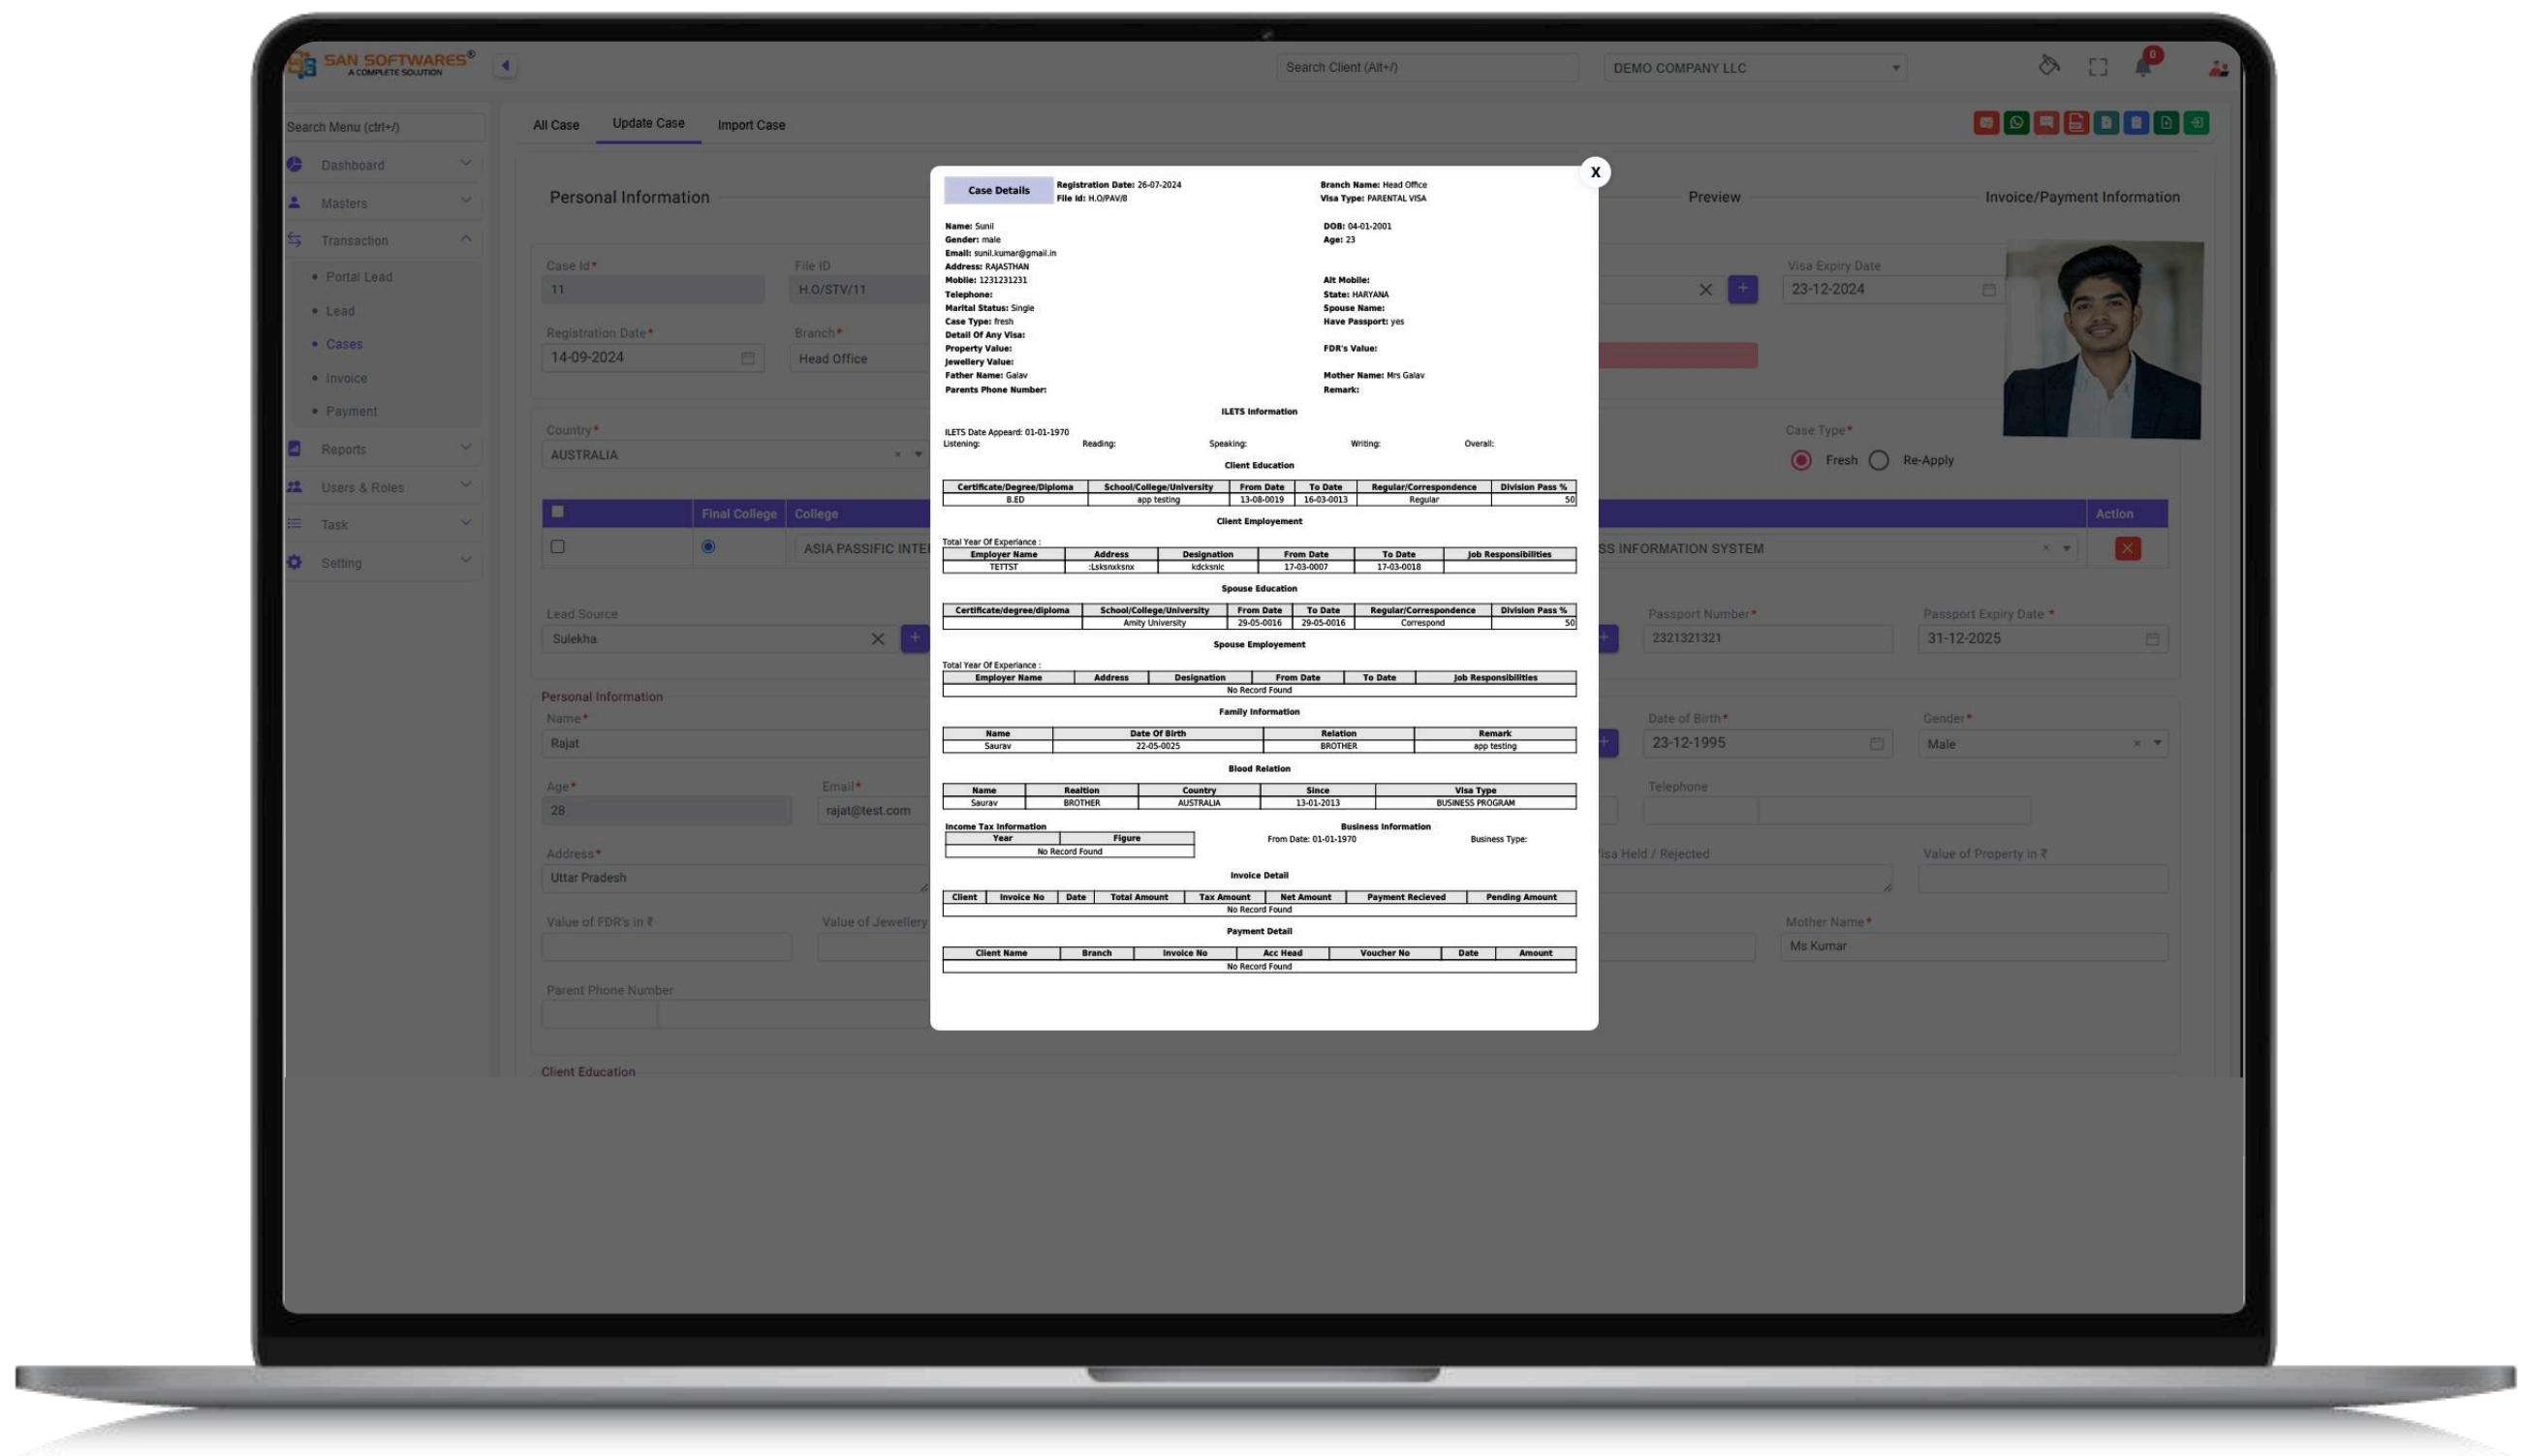 SAN SOFTWARES®
A COMPLETE SOLUTION
Search Client (Alt+/)
DEMO COMPANY LLC
0
Search Menu (ctrl+/)
Dashboard
Masters
Transaction
Portal Lead
Lead
Cases
Invoice
Payment
Reports
Users & Roles
Task
Setting
All Case Update Case Import Case
Personal Information Preview Invoice/Payment Information
Case Id* File ID Visa Expiry Date
11 H.O/STV/11 23-12-2024
Registration Date* Branch*
14-09-2024 Head Office
Country* Case Type*
AUSTRALIA Fresh Re-Apply
Final College College Action
ASIA PASSIFIC SS INFORMATION SYSTEM
Lead Source Passport Number* Passport Expiry Date *
Sulekha 2321321321 31-12-2025
Personal Information
Name* Date of Birth* Gender*
Rajat 23-12-1995 Male
Age* Email* Telephone
28 rajat@test.com
Address* Visa Held / Rejected Value of Property in ₹
Uttar Pradesh
Value of FDR's in ₹ Value of Jewellery Mother Name*
Ms Kumar
Parent Phone Number
Client Education
X
Case Details
Registration Date: 26-07-2024 Branch Name: Head Office
File Id: H.O/PAV/8 Visa Type: PARENTAL VISA
Name: Sunil DOB: 04-01-2001
Gender: male Age: 23
Email: sunil.kumar@gmail.in
Address: RAJASTHAN
Moblie: 1231231231 Alt Mobile:
Telephone: State: HARYANA
Marital Status: Single Spouse Name:
Case Type: fresh Have Passport: yes
Detail Of Any Visa:
Property Value: FDR's Value:
Jewellery Value:
Father Name: Galav Mother Name: Mrs Galav
Parents Phone Number: Remark:
ILETS Information
ILETS Date Appeard: 01-01-1970
Listening: Reading: Speaking: Writing: Overall:
Client Education
Certificate/Degree/Diploma School/College/University From Date To Date Regular/Correspondence Division Pass %
B.ED app testing 13-08-0019 16-03-0013 Regular 50
Client Employement
Total Year Of Experiance :
Employer Name Address Designation From Date To Date Job Responsibilities
TETTST :Lsksnxksnx kdcksnlc 17-03-0007 17-03-0018
Spouse Education
Certificate/degree/diploma School/College/University From Date To Date Regular/Correspondence Division Pass %
Amity University 29-05-0016 29-05-0016 Correspond 50
Spouse Employement
Total Year Of Experiance :
Employer Name Address Designation From Date To Date Job Responsibilities
No Record Found
Family Information
Name Date Of Birth Relation Remark
Saurav 22-05-0025 BROTHER app testing
Blood Relation
Name Realtion Country Since Visa Type
Saurav BROTHER AUSTRALIA 13-01-2013 BUSINESS PROGRAM
Income Tax Information Business Information
Year Figure From Date: 01-01-1970 Business Type:
No Record Found
Invoice Detail
Client Invoice No Date Total Amount Tax Amount Net Amount Payment Recieved Pending Amount
No Record Found
Payment Detail
Client Name Branch Invoice No Acc Head Voucher No Date Amount
No Record Found